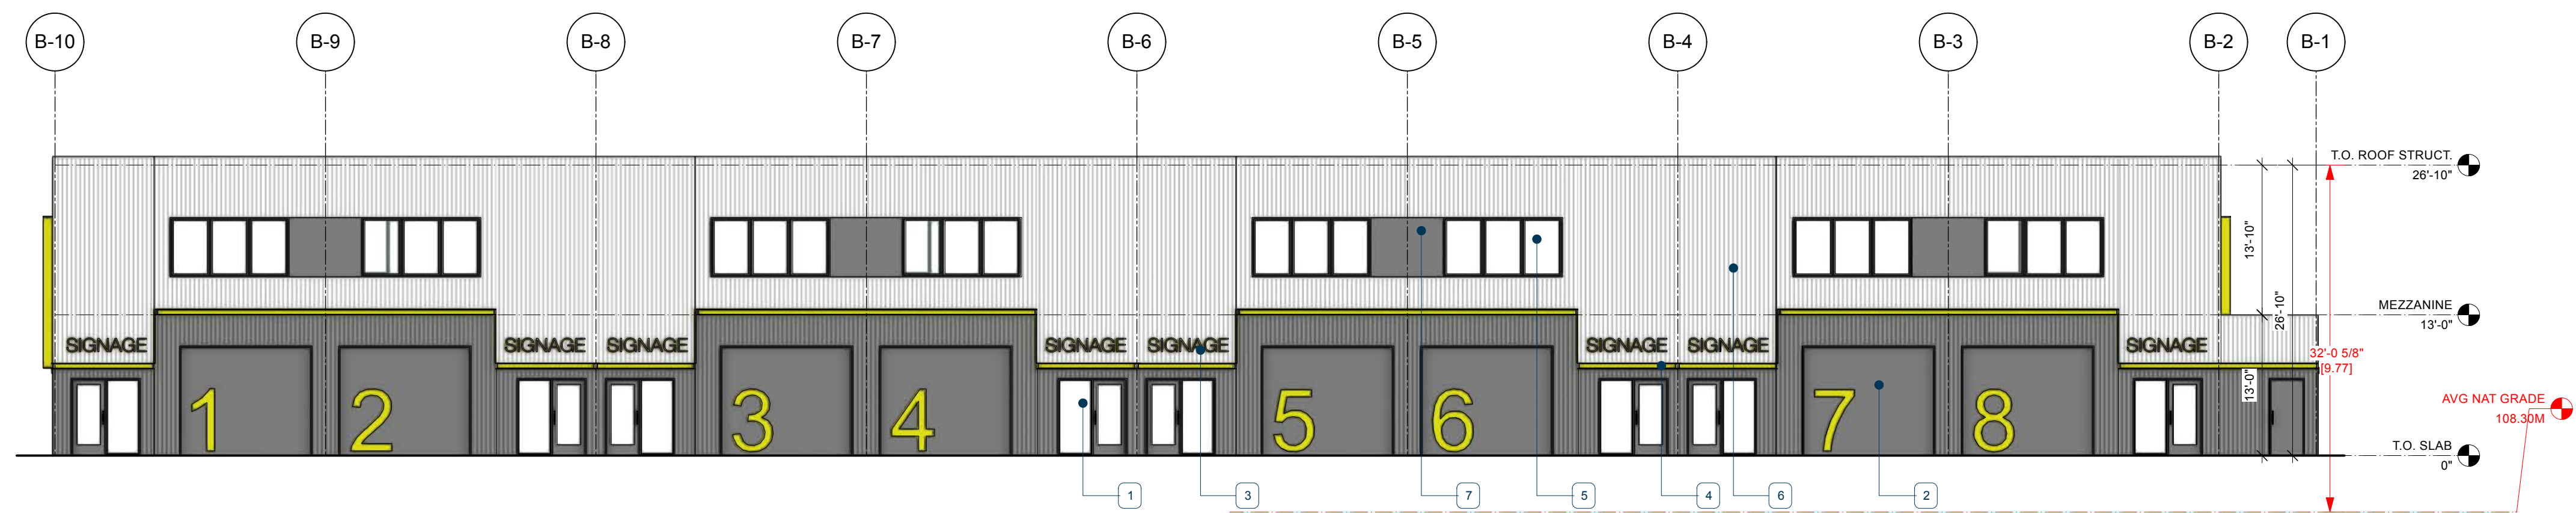 B-10 B-9 B-8 B-7 B-6 B-5 B-4 B-3 B-2 B-1
T.O. ROOF STRUCT.
26'-10"
13'-10"
MEZZANINE
13'-0"
26'-10"
SIGNAGE SIGNAGE SIGNAGE SIGNAGE SIGNAGE SIGNAGE SIGNAGE SIGNAGE
32'-0 5/8"
[9.77]
13'-0"
AVG NAT GRADE
108.30M
1 2 3 4 5 6 7 8
T.O. SLAB
0"
1 3 7 5 4 6 2